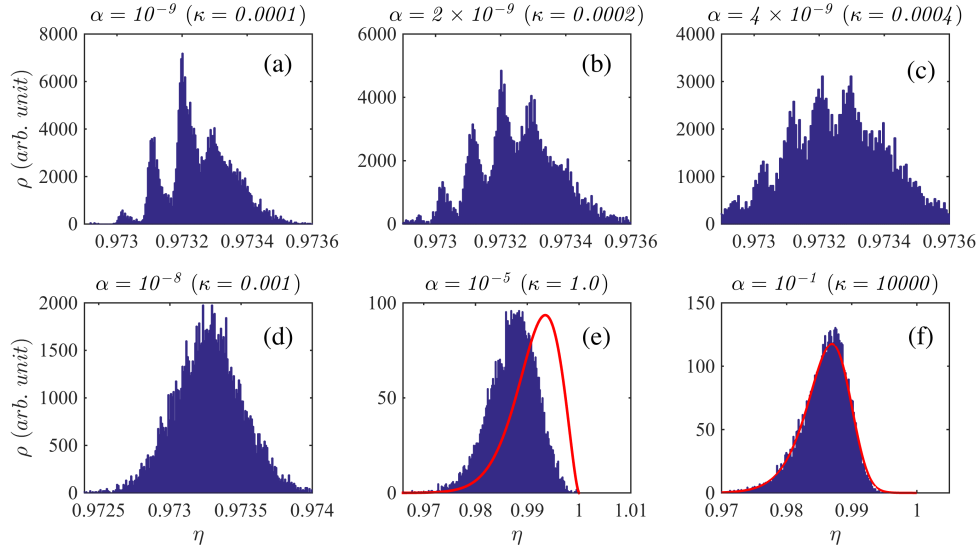 α = 10⁻⁹ (κ = 0.0001)
α = 2 × 10⁻⁹ (κ = 0.0002)
α = 4 × 10⁻⁹ (κ = 0.0004)
ρ (arb. unit)
8000
6000
4000
2000
0
(a)
0.973 0.9732 0.9734 0.9736
6000
4000
2000
0
(b)
0.973 0.9732 0.9734 0.9736
4000
3000
2000
1000
0
(c)
0.973 0.9732 0.9734 0.9736
α = 10⁻⁸ (κ = 0.001)
α = 10⁻⁵ (κ = 1.0)
α = 10⁻¹ (κ = 10000)
ρ (arb. unit)
2000
1500
1000
500
0
(d)
0.9725 0.973 0.9735 0.974
η
100
50
0
(e)
0.97 0.98 0.99 1 1.01
η
150
100
50
0
(f)
0.97 0.98 0.99 1
η